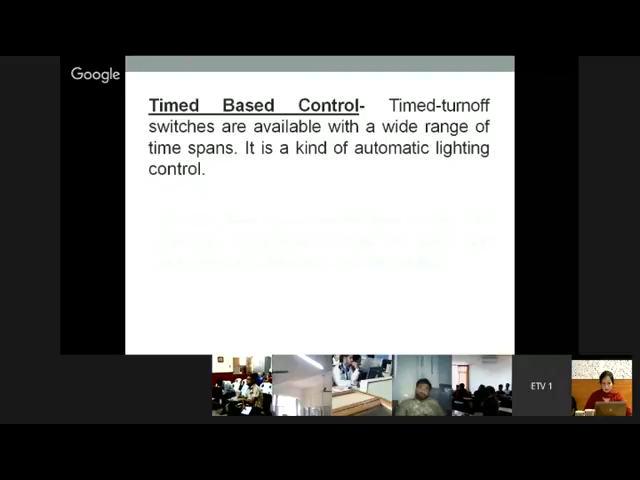 Google
Timed Based Control- Timed-turnoff
switches are available with a wide range of
time spans. It is a kind of automatic lighting
control.
ETV 1